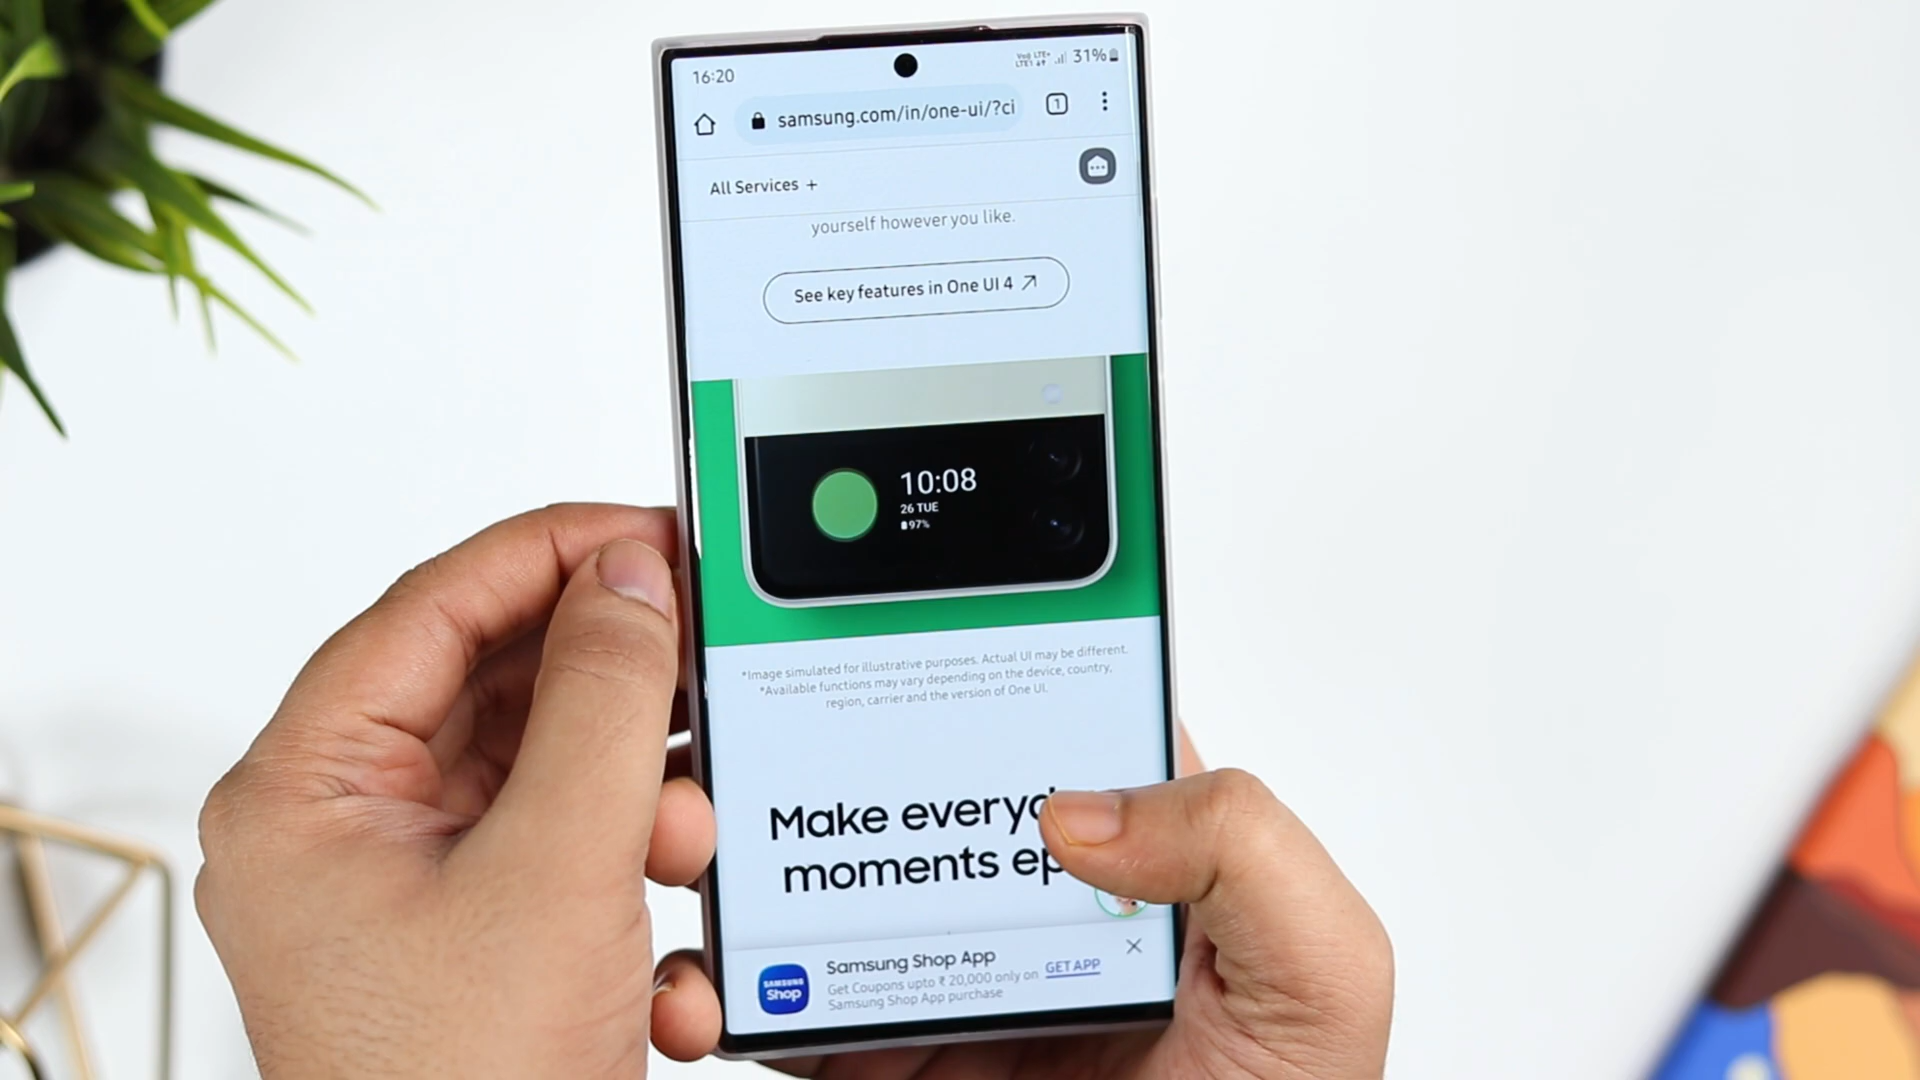 16:20
Vo) LTE+
LTE1
31%
samsung.com/in/one-ui/?ci
1
All Services +
yourself however you like.
See key features in One UI 4
10:08
26 TUE
97%
*Image simulated for illustrative purposes. Actual UI may be different.
*Available functions may vary depending on the device, country,
region, carrier and the version of One UI.
Make everyd
moments ep
SAMSUNG
Shop
Samsung Shop App
Get Coupons upto ₹ 20,000 only on
Samsung Shop App purchase
GET APP